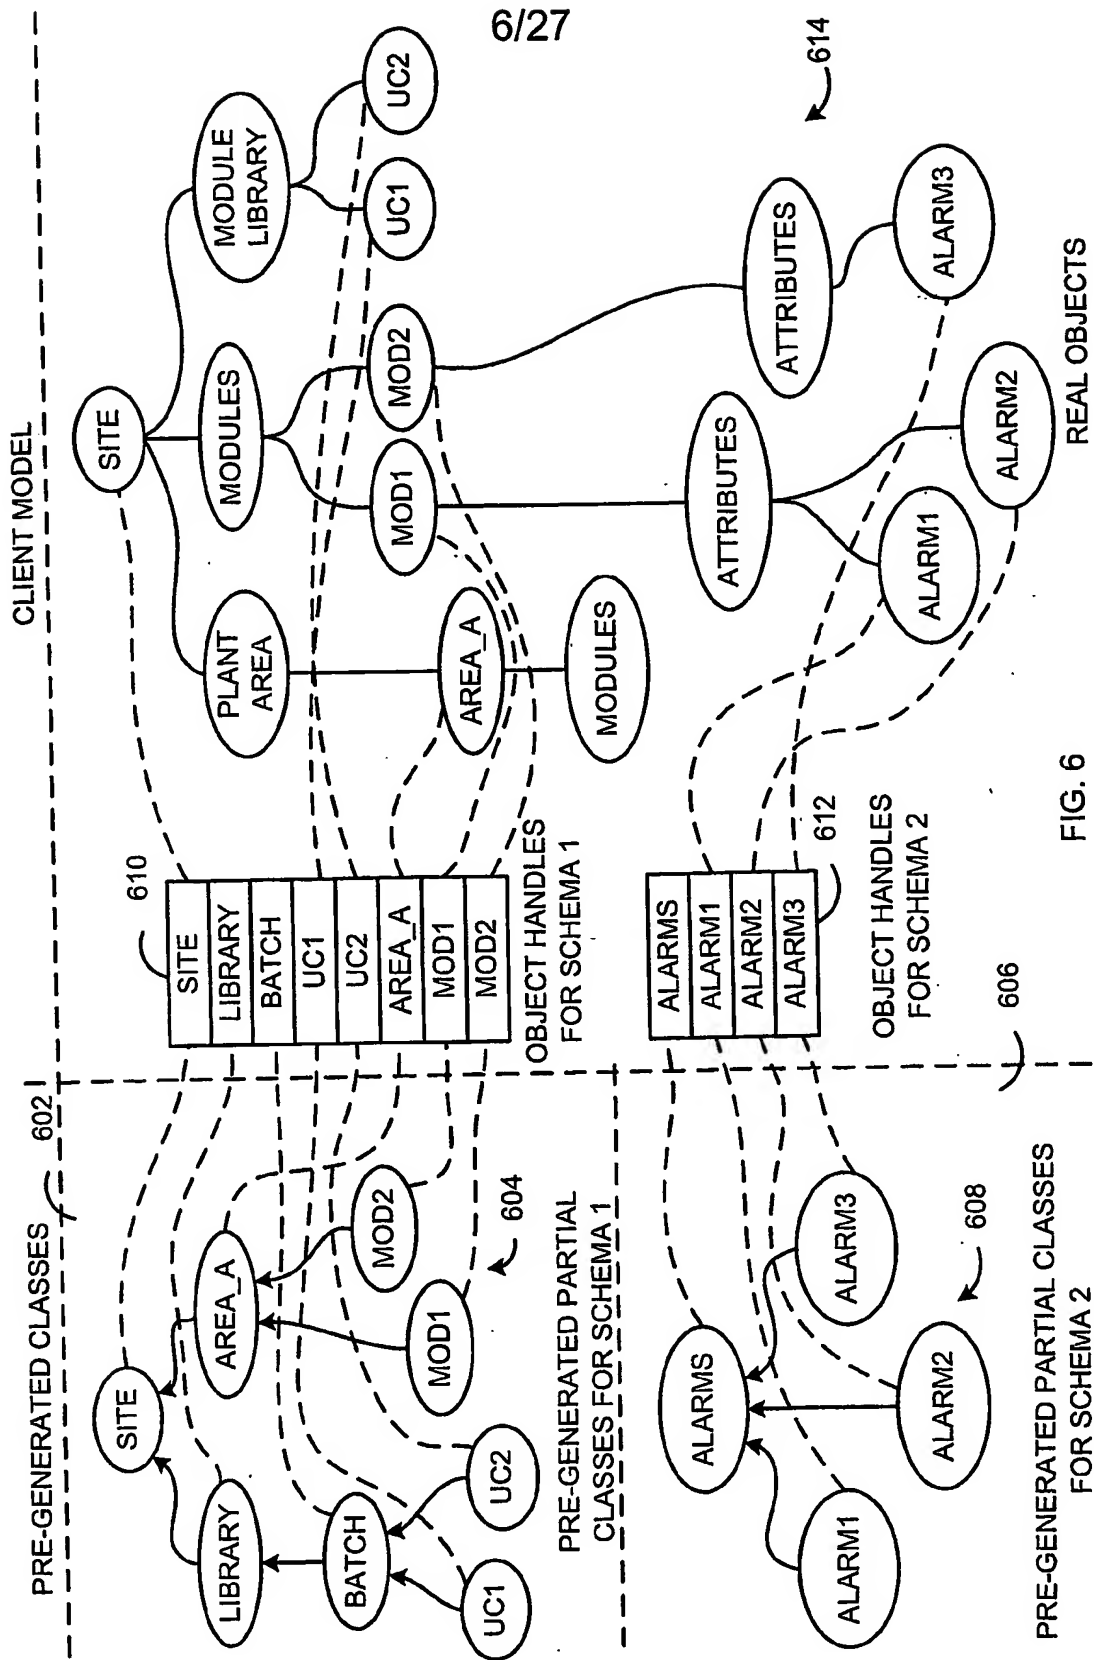 6/27
PRE-GENERATED CLASSES
602
SITE
LIBRARY
AREA_A
BATCH
MOD2
MOD1
UC1
UC2
604
PRE-GENERATED PARTIAL
CLASSES FOR SCHEMA 1
ALARMS
ALARM1
ALARM2
ALARM3
608
PRE-GENERATED PARTIAL CLASSES
FOR SCHEMA 2
606
CLIENT MODEL
610
SITE
LIBRARY
BATCH
UC1
UC2
AREA_A
MOD1
MOD2
OBJECT HANDLES
FOR SCHEMA 1
ALARMS
ALARM1
ALARM2
ALARM3
612
OBJECT HANDLES
FOR SCHEMA 2
SITE
PLANT
AREA
MODULES
MODULE
LIBRARY
MOD1
MOD2
UC1
UC2
AREA_A
MODULES
ATTRIBUTES
ATTRIBUTES
ALARM1
ALARM2
ALARM3
614
REAL OBJECTS
FIG. 6